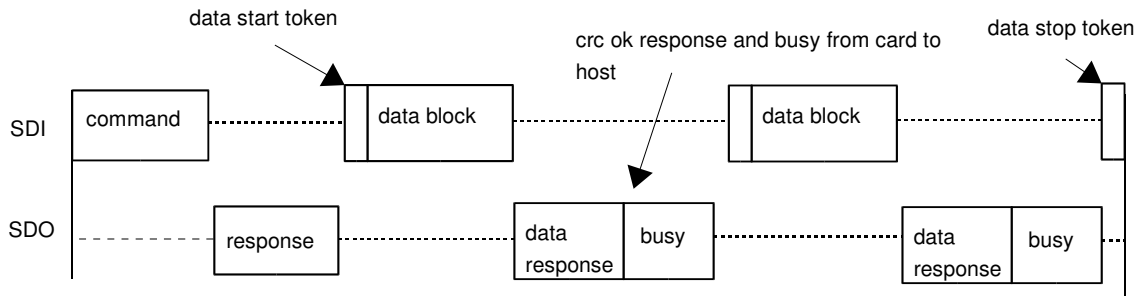 data start token
crc ok response and busy from card to
host
data stop token
SDI
command
data block
data block
SDO
response
data
response
busy
data
response
busy